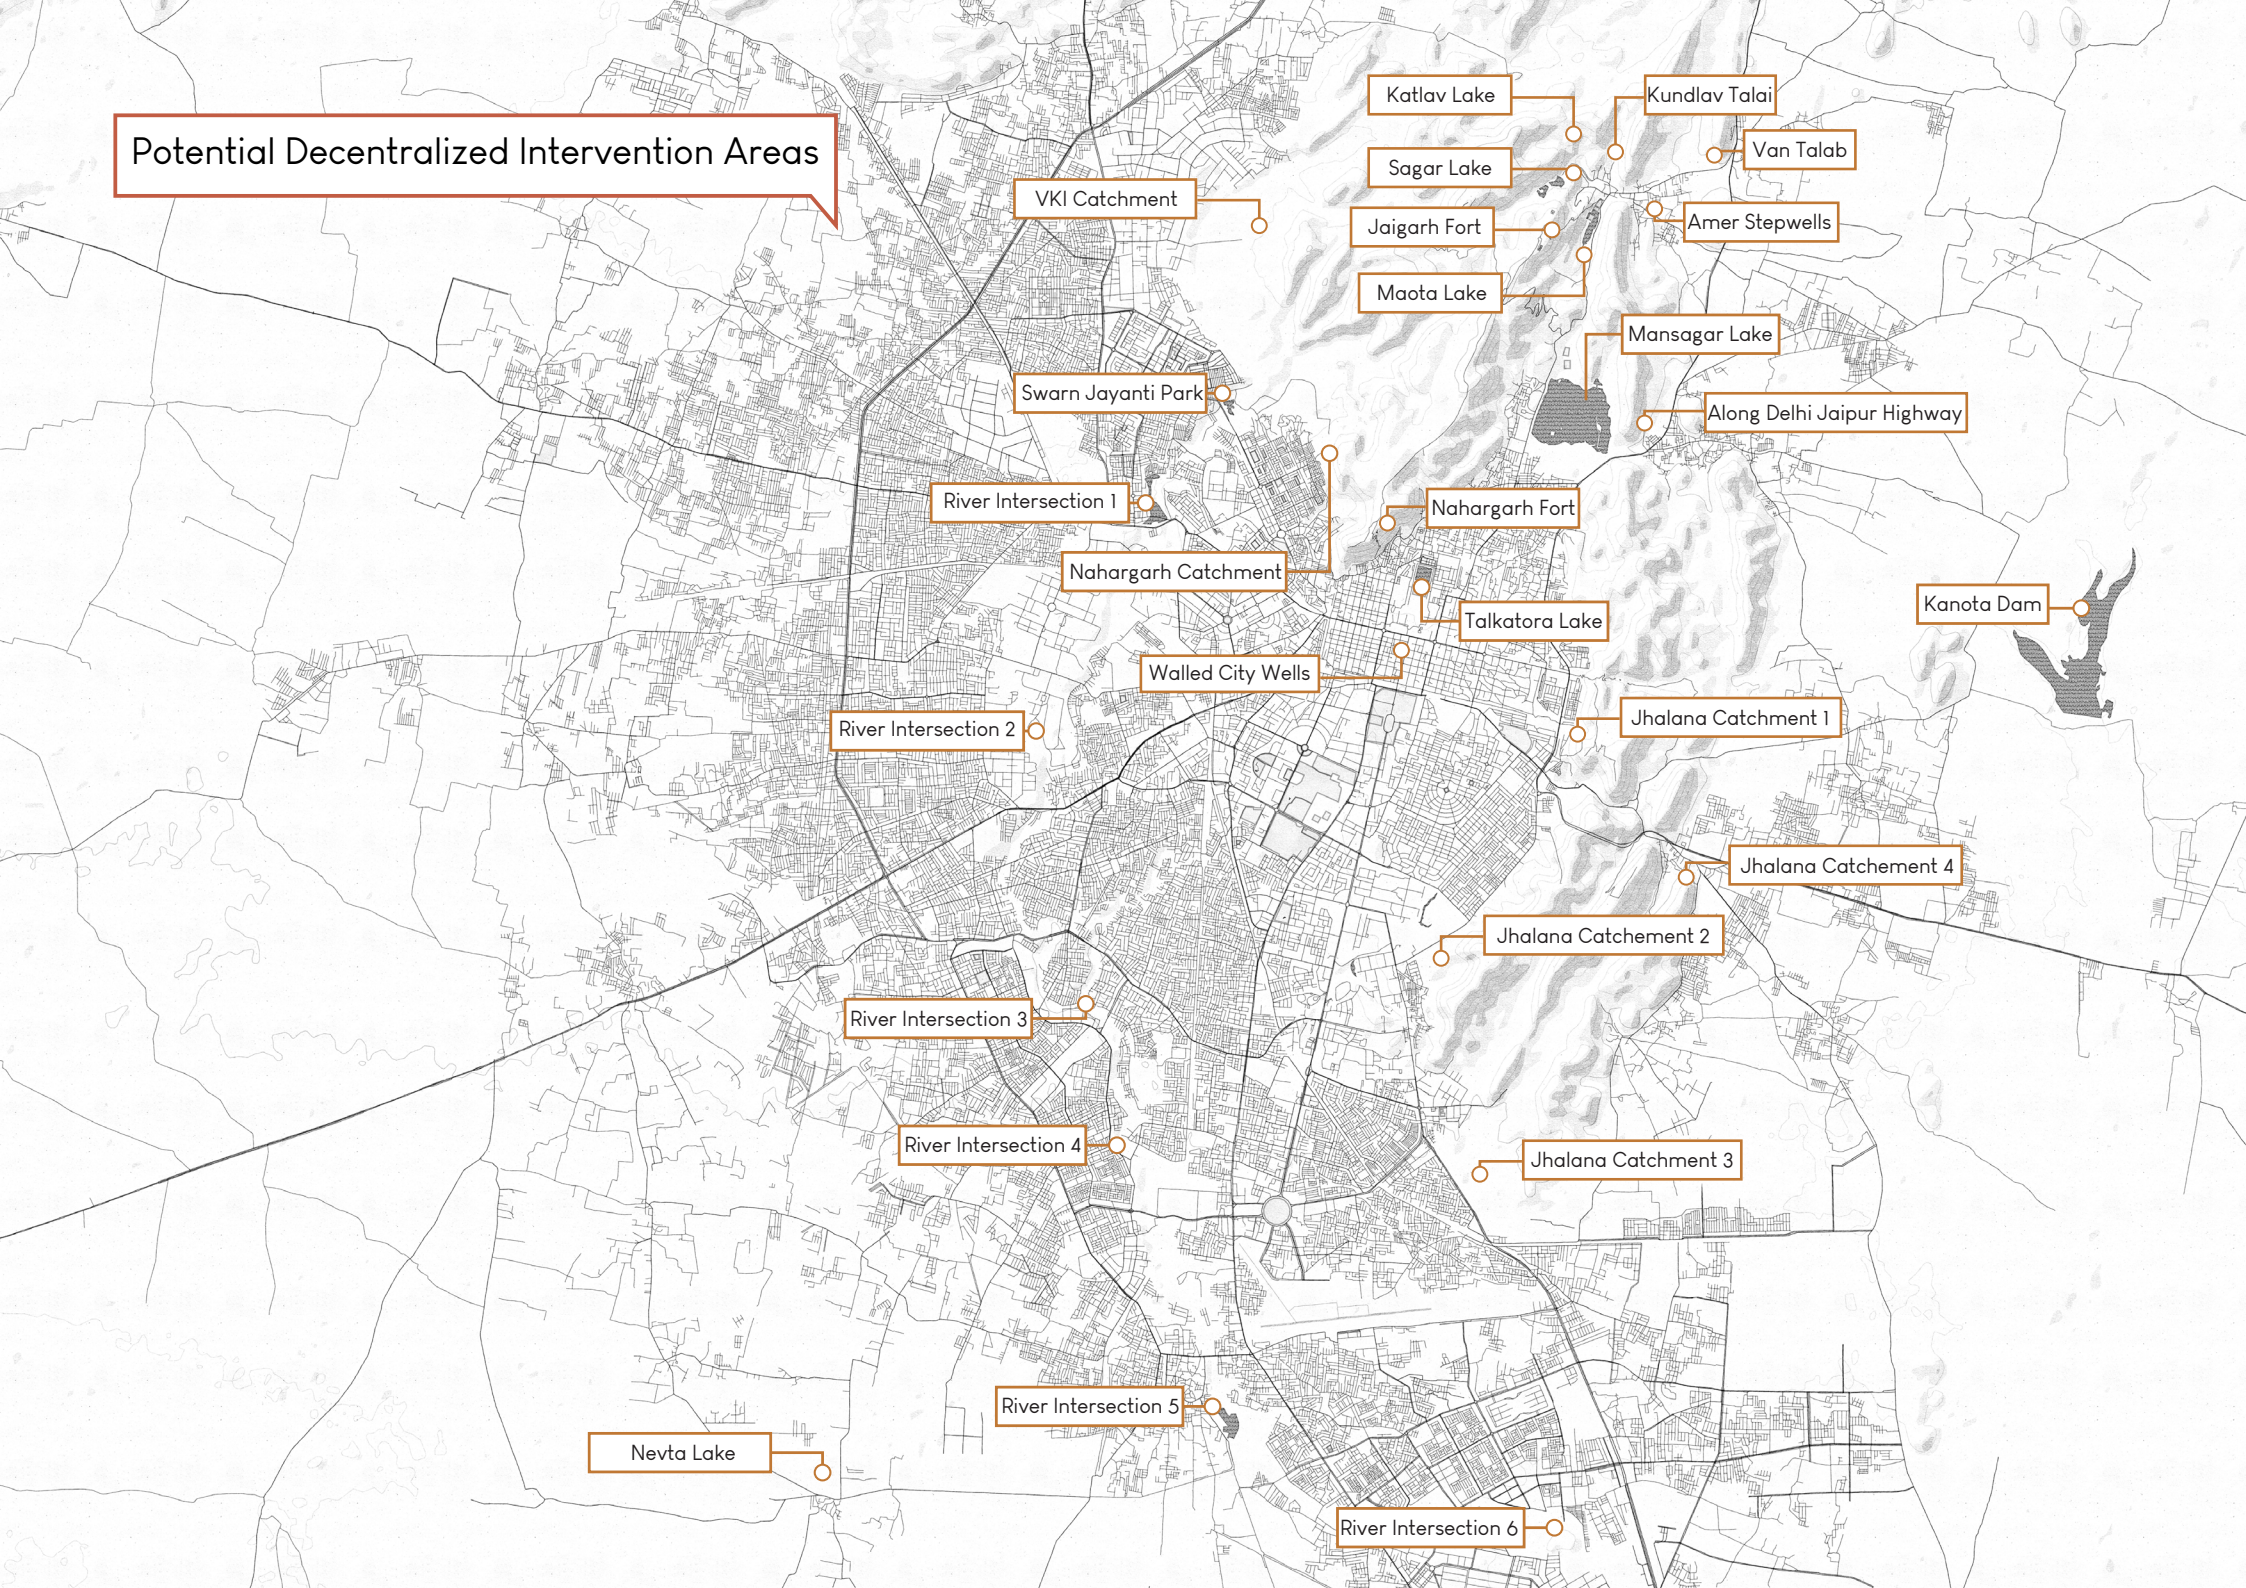 Potential Decentralized Intervention Areas
Katlav Lake
Kundlav Talai
Van Talab
Sagar Lake
VKI Catchment
Jaigarh Fort
Amer Stepwells
Maota Lake
Mansagar Lake
Swarn Jayanti Park
Along Delhi Jaipur Highway
River Intersection 1
Nahargarh Fort
Nahargarh Catchment
Kanota Dam
Talkatora Lake
Walled City Wells
River Intersection 2
Jhalana Catchment 1
Jhalana Catchement 4
Jhalana Catchement 2
River Intersection 3
River Intersection 4
Jhalana Catchment 3
River Intersection 5
Nevta Lake
River Intersection 6